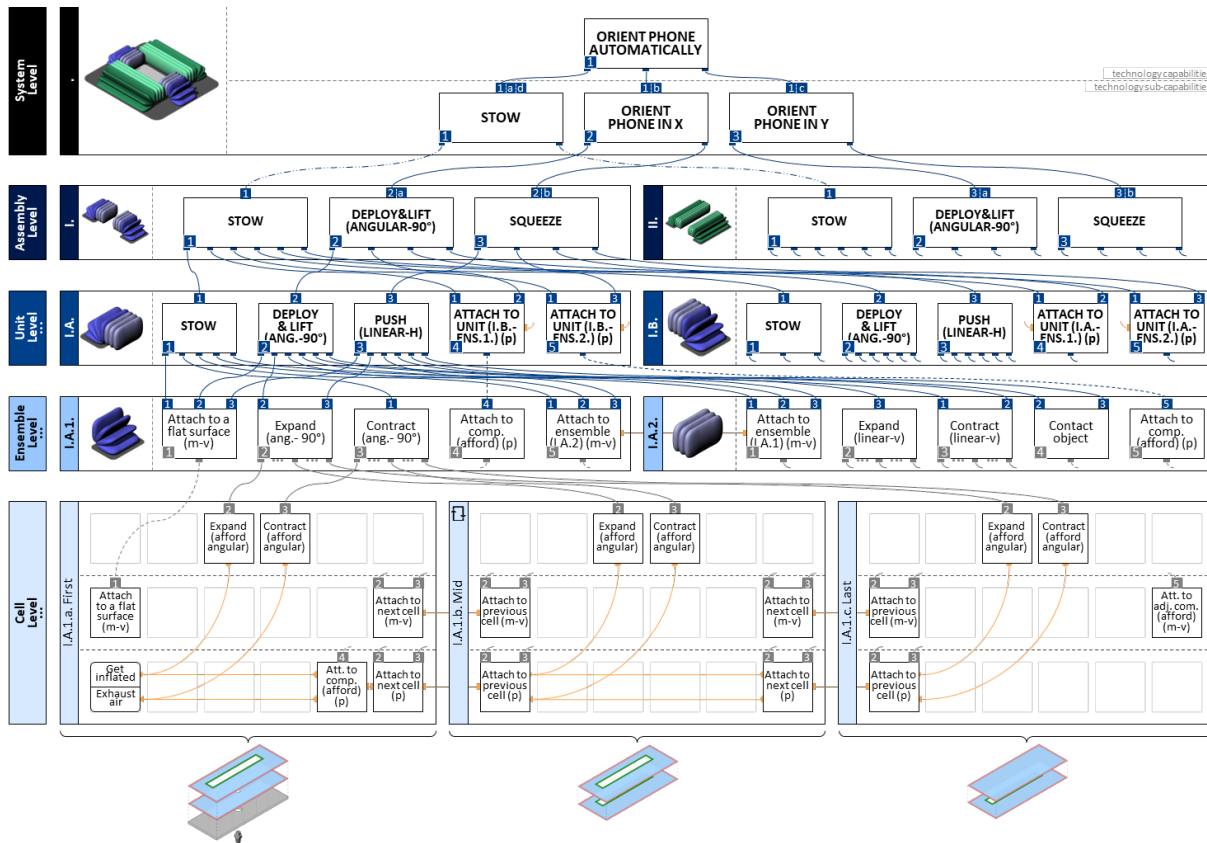 System
Level
.
ORIENT PHONE
AUTOMATICALLY
1
technology capabilities
technology sub-capabilities
1|a|d
1|b
1|c
STOW
1
ORIENT
PHONE IN X
2
ORIENT
PHONE IN Y
3
Assembly
Level
I.
1
2|a
2|b
STOW
1
DEPLOY&LIFT
(ANGULAR-90°)
2
SQUEEZE
3
II.
1
3|a
3|b
STOW
1
DEPLOY&LIFT
(ANGULAR-90°)
2
SQUEEZE
3
Unit
Level
...
I.A.
1
2
3
1
2
1
3
STOW
1
DEPLOY
& LIFT
(ANG.-90°)
2
PUSH
(LINEAR-H)
3
ATTACH TO
UNIT (I.B.-
ENS.1.) (p)
4
ATTACH TO
UNIT (I.B.-
ENS.2.) (p)
5
I.B.
1
2
3
1
2
1
3
STOW
1
DEPLOY
& LIFT
(ANG.-90°)
2
PUSH
(LINEAR-H)
3
ATTACH TO
UNIT (I.A.-
ENS.1.) (p)
4
ATTACH TO
UNIT (I.A.-
ENS.2.) (p)
5
Ensemble
Level
...
I.A.1.
1
2
3
2
3
1
4
1
2
3
Attach to a
flat surface
(m-v)
1
Expand
(ang.- 90°)
2
Contract
(ang.- 90°)
3
Attach to
comp.
(afford) (p)
4
Attach to
ensemble
(I.A.2) (m-v)
5
I.A.2.
1
2
3
3
1
2
2
3
5
Attach to
ensemble
(I.A.1) (m-v)
1
Expand
(linear-v)
2
Contract
(linear-v)
3
Contact
object
4
Attach to
comp.
(afford) (p)
5
Cell
Level
...
I.A.1.a. First
2
Expand
(afford
angular)
3
Contract
(afford
angular)
1
Attach
to a flat
surface
(m-v)
2
3
Attach to
next cell
(m-v)
Get
inflated
Exhaust
air
4
Att. to
comp.
(afford)
(p)
2
3
Attach to
next cell
(p)
I.A.1.b. Mid
2
Expand
(afford
angular)
3
Contract
(afford
angular)
2
3
Attach to
previous
cell (m-v)
2
3
Attach to
next cell
(m-v)
2
3
Attach to
previous
cell (p)
2
3
Attach to
next cell
(p)
I.A.1.c. Last
2
Expand
(afford
angular)
3
Contract
(afford
angular)
2
3
Attach to
previous
cell (m-v)
5
Att. to
adj. com.
(afford)
(m-v)
2
3
Attach to
previous
cell (p)